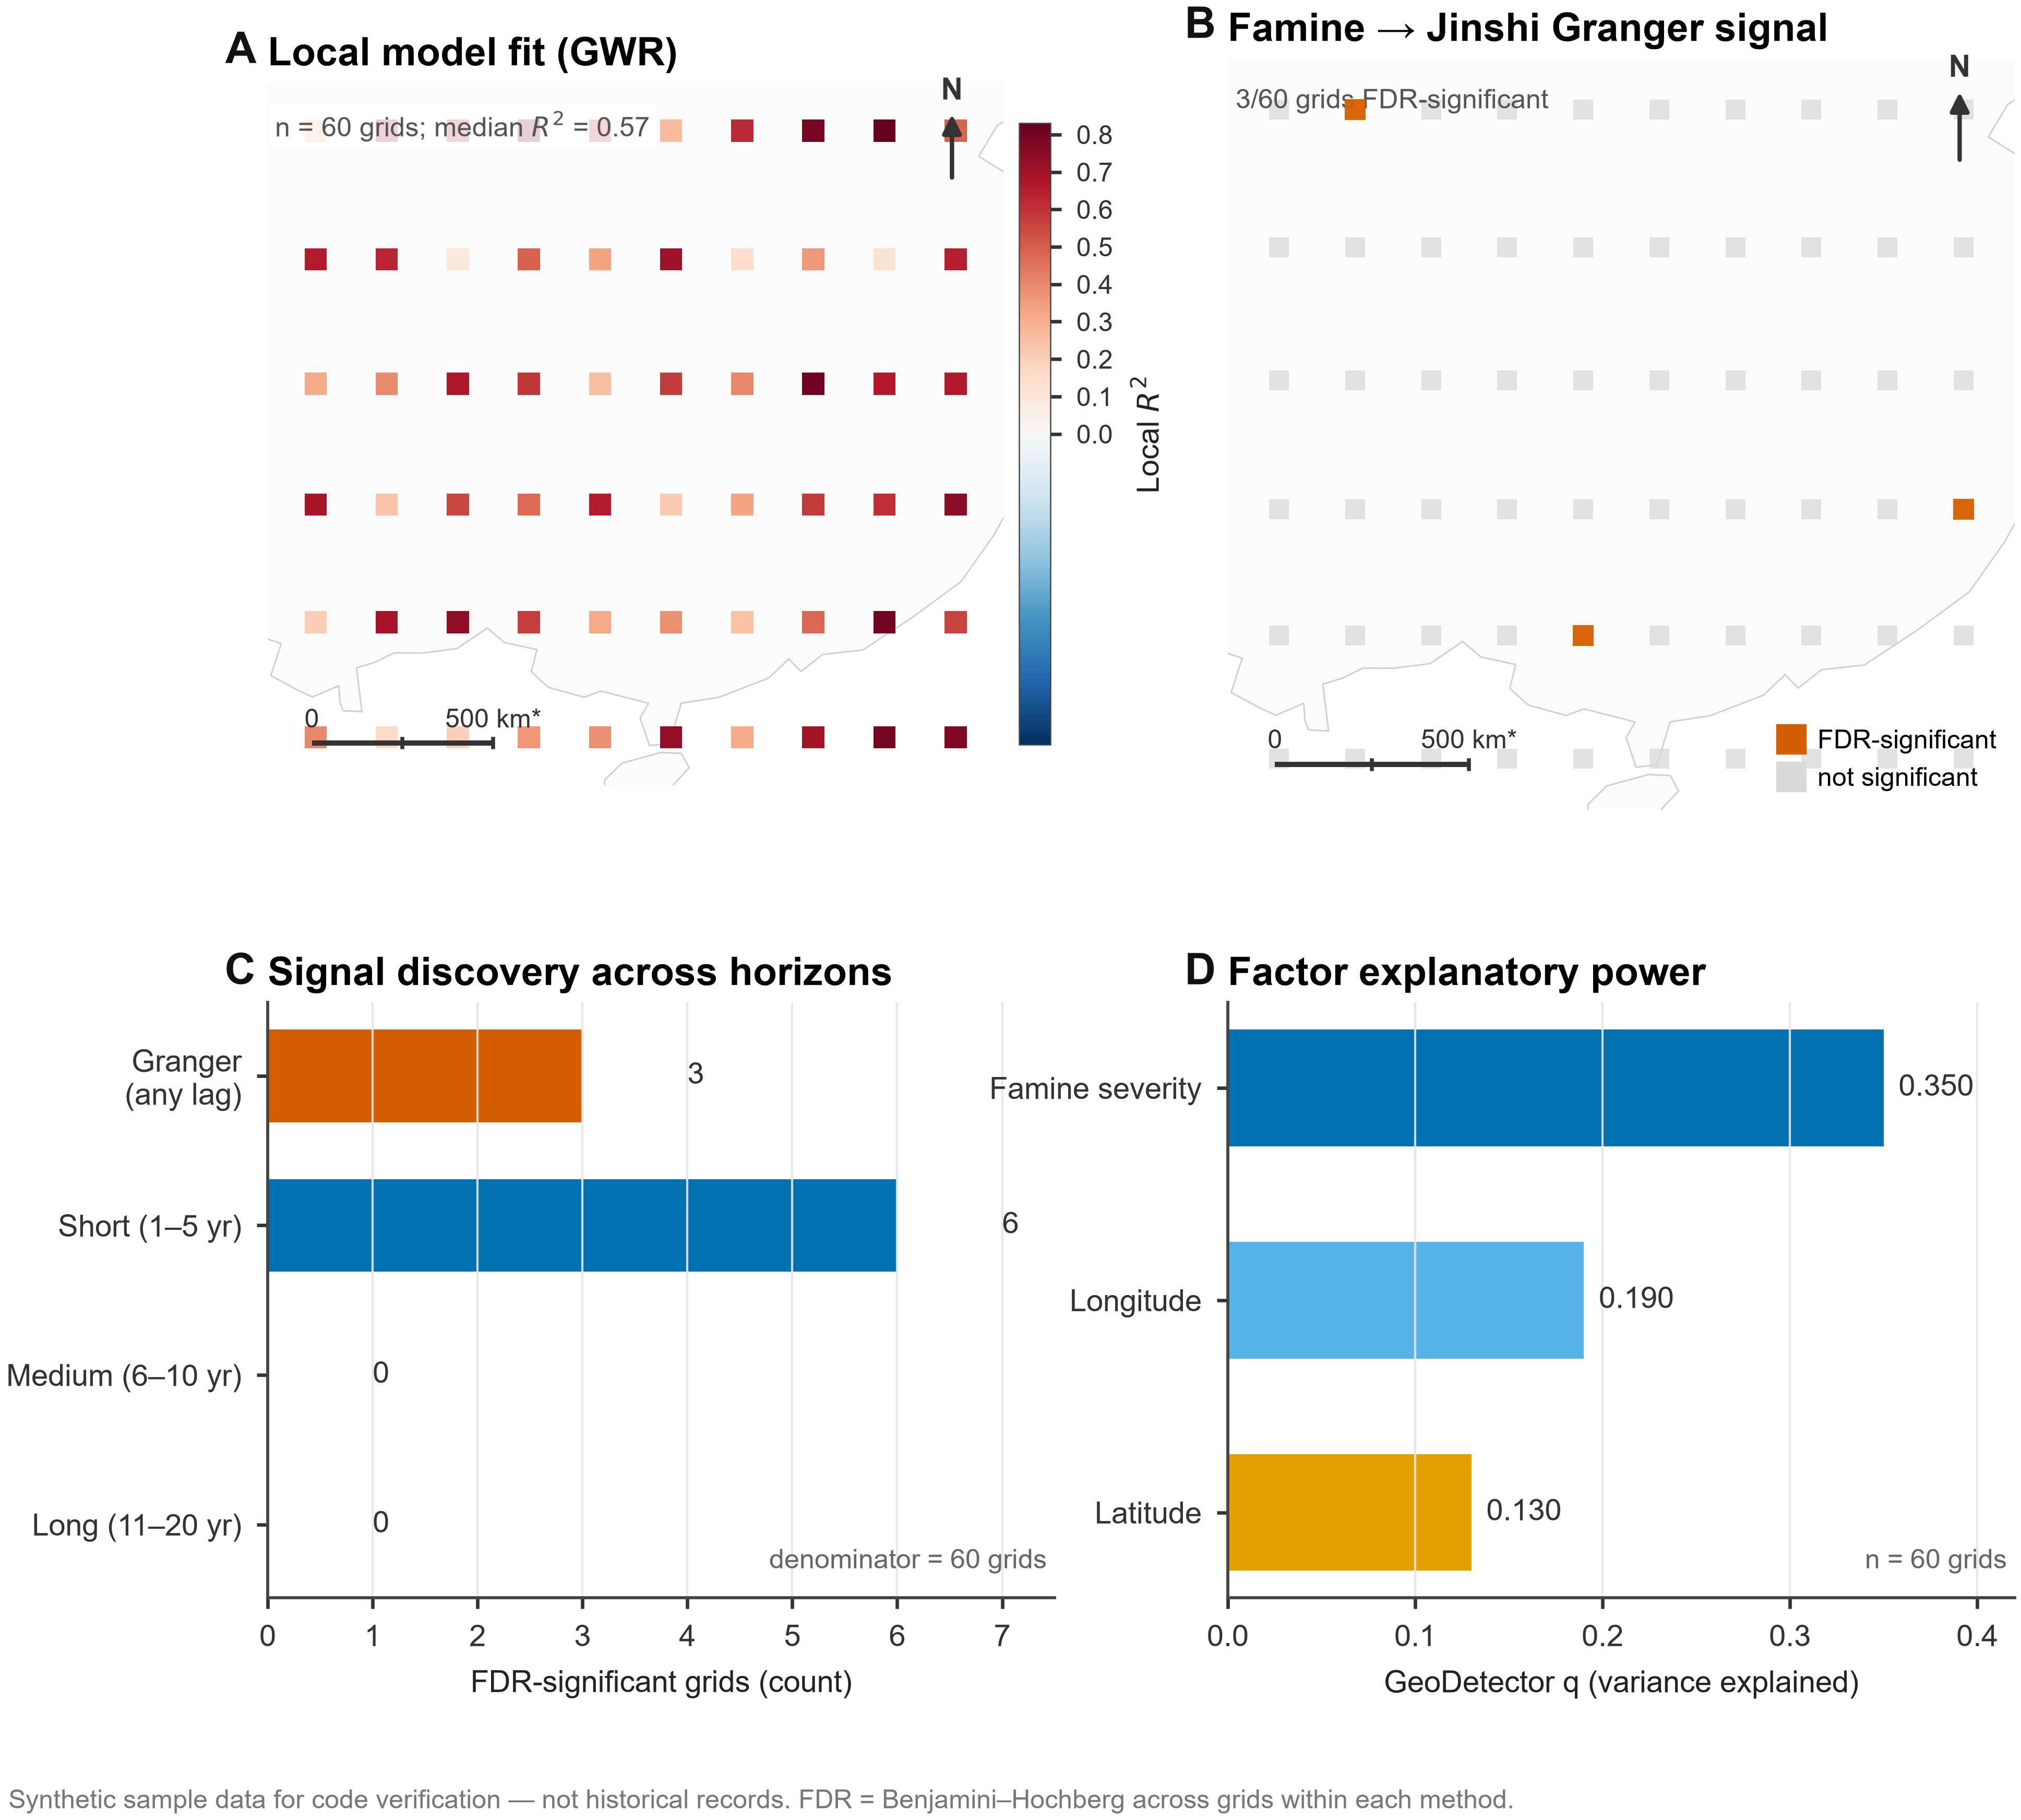 A Local model fit (GWR)
n = 60 grids; median R² = 0.57
N
0.8
0.7
0.6
0.5
0.4
0.3
0.2
0.1
0.0
Local R²
0 500 km*
B Famine → Jinshi Granger signal
3/60 grids FDR-significant
N
0 500 km*
FDR-significant
not significant
C Signal discovery across horizons
Granger
(any lag)
3
Short (1–5 yr)
6
Medium (6–10 yr)
0
Long (11–20 yr)
0
denominator = 60 grids
0 1 2 3 4 5 6 7
FDR-significant grids (count)
D Factor explanatory power
Famine severity
0.350
Longitude
0.190
Latitude
0.130
n = 60 grids
0.0 0.1 0.2 0.3 0.4
GeoDetector q (variance explained)
Synthetic sample data for code verification — not historical records. FDR = Benjamini–Hochberg across grids within each method.